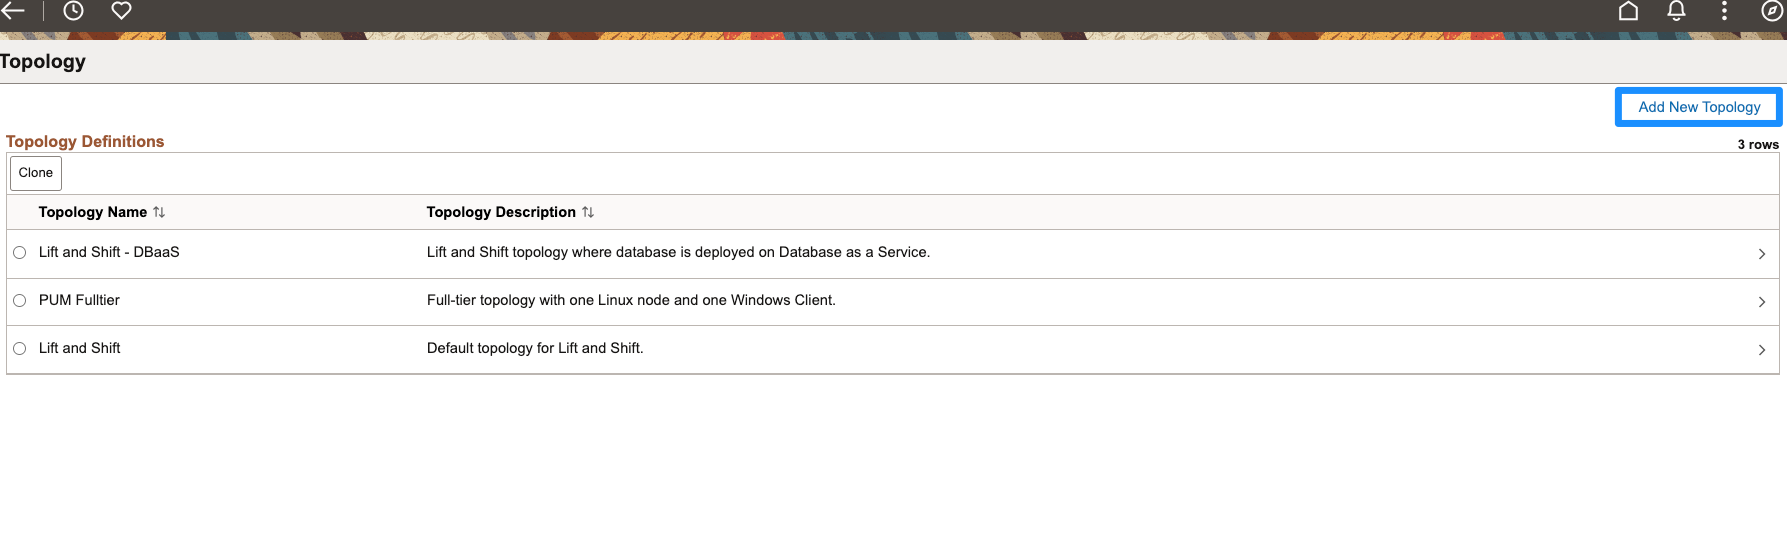 Topology
Add New Topology
Topology Definitions
3 rows
Clone
Topology Name Topology Description
Lift and Shift - DBaaS Lift and Shift topology where database is deployed on Database as a Service.
PUM Fulltier Full-tier topology with one Linux node and one Windows Client.
Lift and Shift Default topology for Lift and Shift.